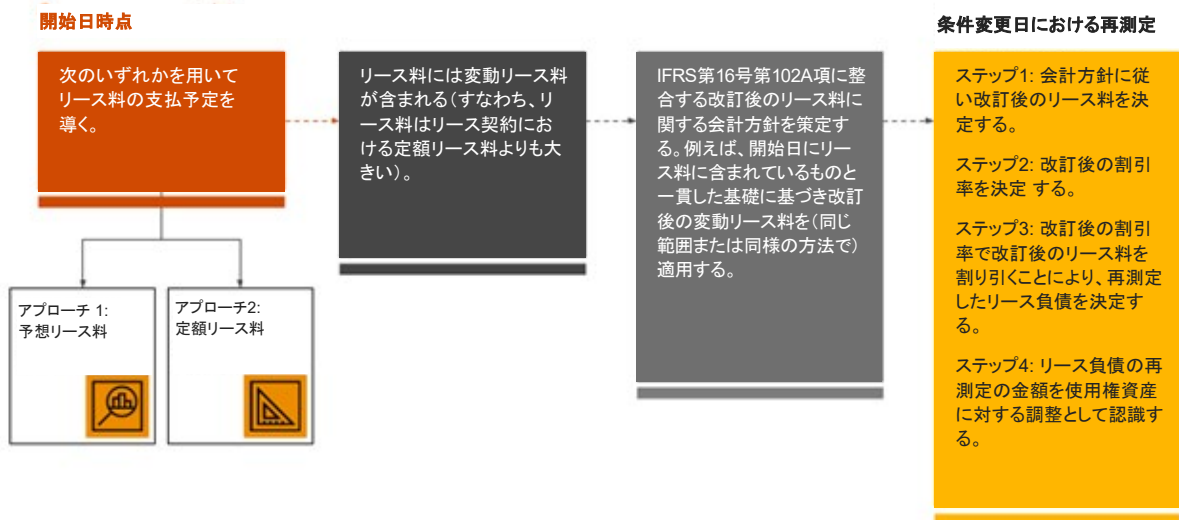 開始日時点
次のいずれかを用いて
リース料の支払予定を
導く。
アプローチ 1:
予想リース料
アプローチ2:
定額リース料
リース料には変動リース料
が含まれる(すなわち、リ
ース料はリース契約にお
ける定額リース料よりも大
きい)。
IFRS第16号第102A項に整
合する改訂後のリース料に
関する会計方針を策定す
る。例えば、開始日にリー
ス料に含まれているものと
一貫した基礎に基づき改訂
後の変動リース料を(同じ
範囲または同様の方法で)
適用する。
条件変更日における再測定
ステップ1: 会計方針に従
い改訂後のリース料を決
定する。
ステップ2: 改訂後の割引
率を決定 する。
ステップ3: 改訂後の割引
率で改訂後のリース料を
割り引くことにより、再測定
したリース負債を決定す
る。
ステップ4: リース負債の再
測定の金額を使用権資産
に対する調整として認識す
る。